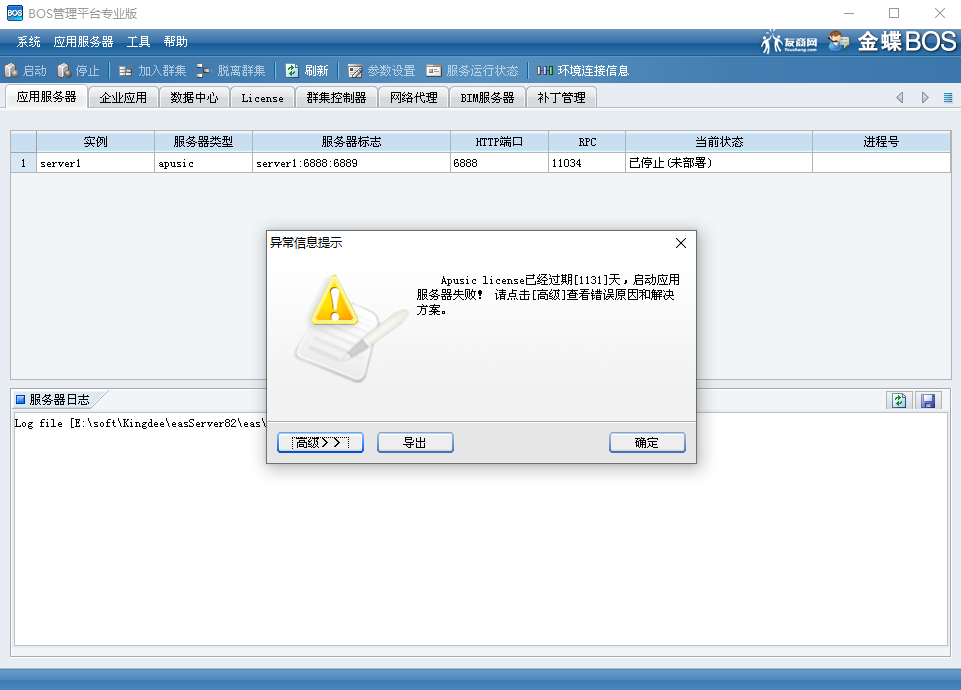 BOS BOS管理平台专业版
系统 应用服务器 工具 帮助
友商网 Youshang.com 金蝶BOS
启动 停止 加入群集 脱离群集 刷新 参数设置 服务运行状态 环境连接信息
应用服务器 企业应用 数据中心 License 群集控制器 网络代理 BIM服务器 补丁管理
实例 服务器类型 服务器标志 HTTP端口 RPC 当前状态 进程号
1 server1 apusic server1:6888:6889 6888 11034 已停止(未部署)
异常信息提示
Apusic license已经过期[1131]天，启动应用
服务器失败！ 请点击[高级]查看错误原因和解决
方案。
高级>> 导出 确定
服务器日志
Log file [E:\soft\Kingdee\easServer82\eas\